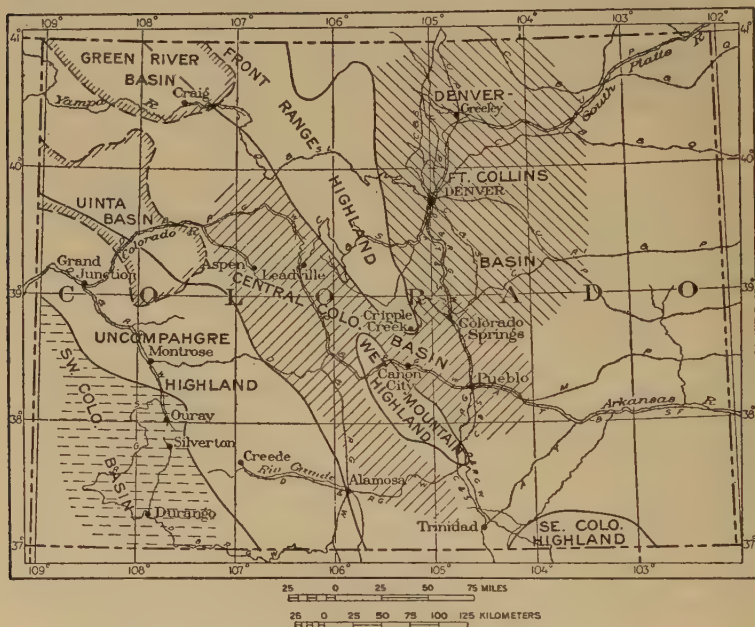 109° 108° 107° 106° 105° 104° 103° 102°
41°
GREEN RIVER
BASIN
Yampa R.
Craig
FRONT
RANGE
HIGHLAND
DENVER-
Greeley
South Platte R.
40°
FT. COLLINS
DENVER
BASIN
UINTA
BASIN
Colorado R.
Grand
Junction
Aspen
Leadville
CENTRAL
COLO.
BASIN
39°
COLORADO
Cripple
Creek
Colorado
Springs
UNCOMPAHGRE
HIGHLAND
Montrose
WET
MOUNTAIN
HIGHLAND
Canon
City
Pueblo
Arkansas R.
38°
SW. COLO
BASIN
Ouray
Silverton
Creede
Rio Grande
Alamosa
Durango
Trinidad
SE. COLO.
HIGHLAND
37°
109° 108° 107° 106° 105° 104° 103°
25 0 25 50 75 MILES
25 0 25 50 75 100 125 KILOMETERS